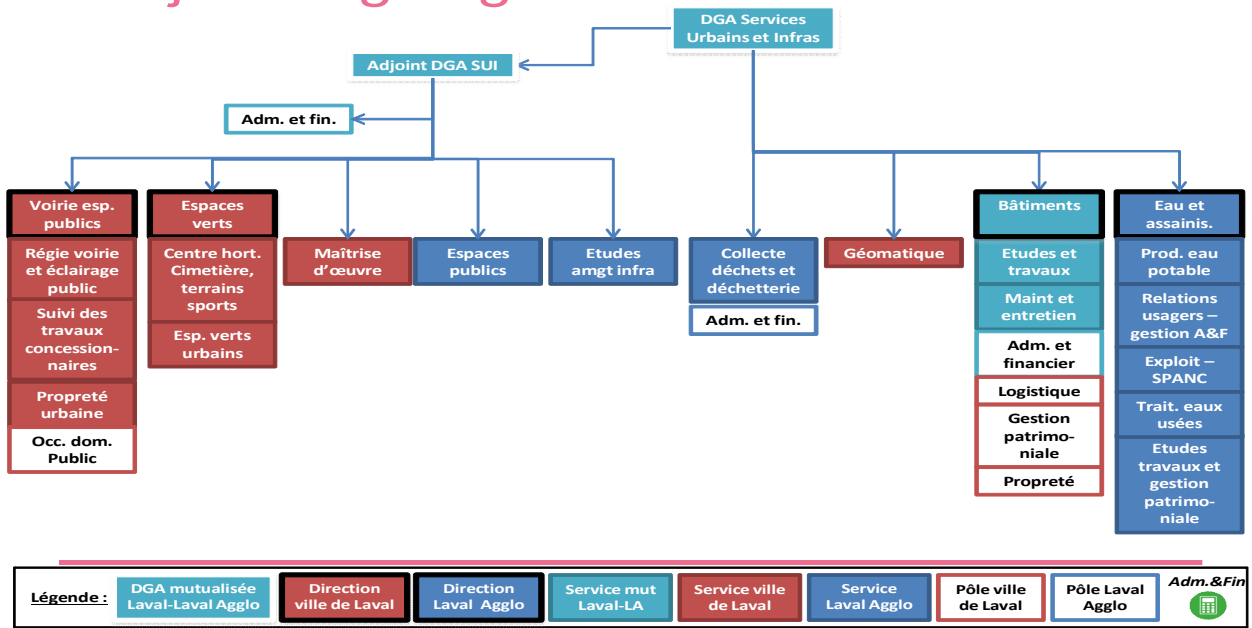 DGA Services
Urbains et Infras
Adjoint DGA SUI
Adm. et fin.
Voirie esp.
publics
Régie voirie
et éclairage
public
Suivi des
travaux
concession-
naires
Propreté
urbaine
Occ. dom.
Public
Espaces
verts
Centre hort.
Cimetière,
terrains
sports
Esp. verts
urbains
Maîtrise
d’œuvre
Espaces
publics
Etudes
amgt infra
Collecte
déchets et
déchetterie
Adm. et fin.
Géomatique
Bâtiments
Etudes et
travaux
Maint et
entretien
Adm. et
financier
Logistique
Gestion
patrimo-
niale
Propreté
Eau et
assainis.
Prod. eau
potable
Relations
usagers –
gestion A&F
Exploit –
SPANC
Trait. eaux
usées
Etudes
travaux et
gestion
patrimo-
niale
Légende :
DGA mutualisée
Laval-Laval Agglo
Direction
ville de Laval
Direction
Laval Agglo
Service mut
Laval-LA
Service ville
de Laval
Service
Laval Agglo
Pôle ville
de Laval
Pôle Laval
Agglo
Adm.&Fin